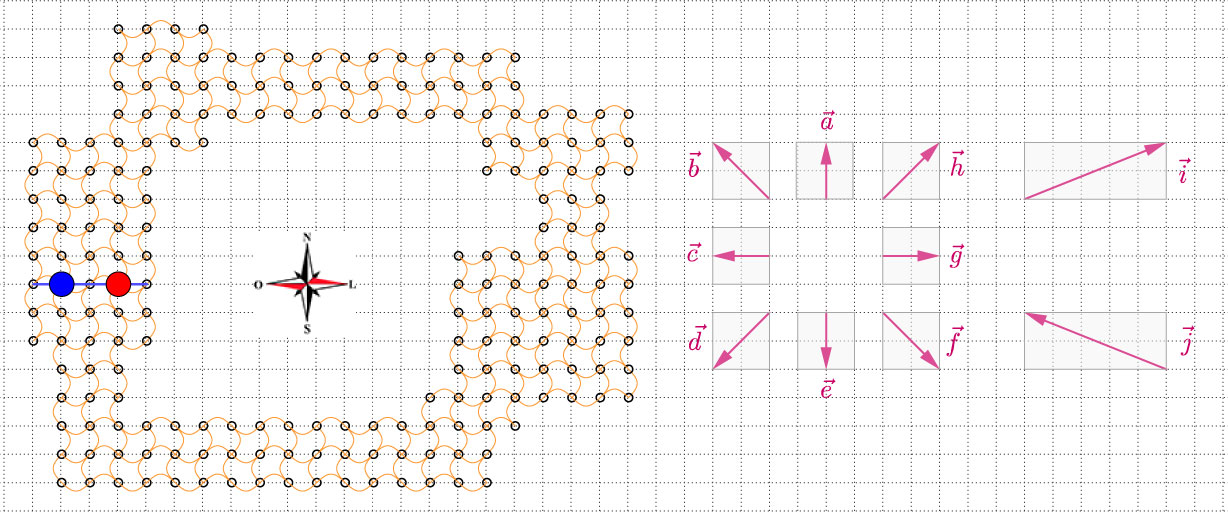 N
O L
S
a⃗
b⃗ h⃗ i⃗
c⃗ g⃗
d⃗ f⃗ j⃗
e⃗